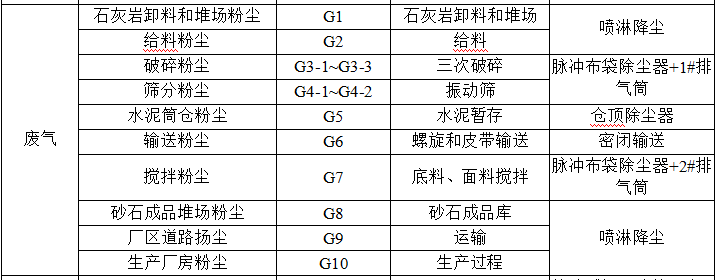 石灰岩卸料和堆场粉尘 G1 石灰岩卸料和堆场 喷淋降尘
给料粉尘 G2 给料
破碎粉尘 G3-1~G3-3 三次破碎 脉冲布袋除尘器+1#排
气筒
筛分粉尘 G4-1~G4-2 振动筛
水泥筒仓粉尘 G5 水泥暂存 仓顶除尘器
废气 输送粉尘 G6 螺旋和皮带输送 密闭输送
搅拌粉尘 G7 底料、面料搅拌 脉冲布袋除尘器+2#排
气筒
砂石成品堆场粉尘 G8 砂石成品库 喷淋降尘
厂区道路扬尘 G9 运输
生产厂房粉尘 G10 生产过程